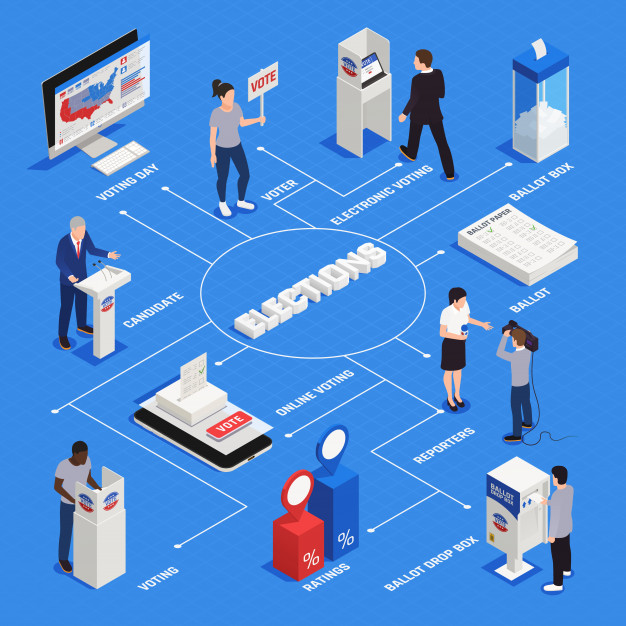 VOTE
VOTING DAY
VOTER
ELECTRONIC VOTING
BALLOT BOX
BALLOT PAPER
BALLOT
CANDIDATE
ELECTIONS
VOTE
ONLINE VOTING
REPORTERS
VOTING
%
%
RATINGS
BALLOT
DROP BOX
BALLOT DROP BOX